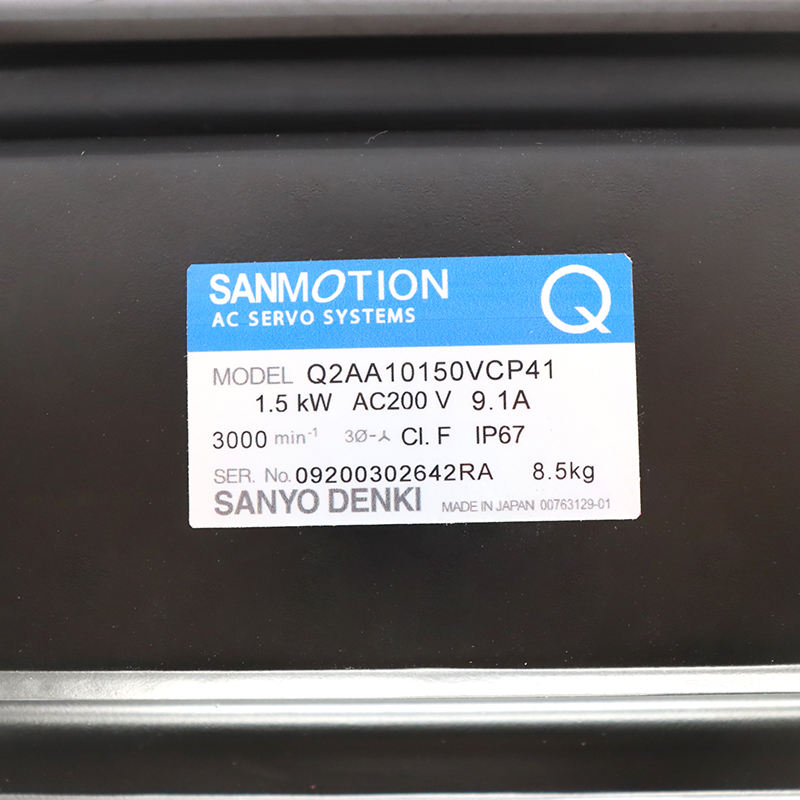 SANMOTION Q
AC SERVO SYSTEMS
MODEL Q2AA10150VCP41
1.5 kW AC200 V 9.1A
3000 min⁻¹ 3Ø-⅄ Cl. F IP67
SER. No. 09200302642RA 8.5kg
SANYO DENKI MADE IN JAPAN 00763129-01